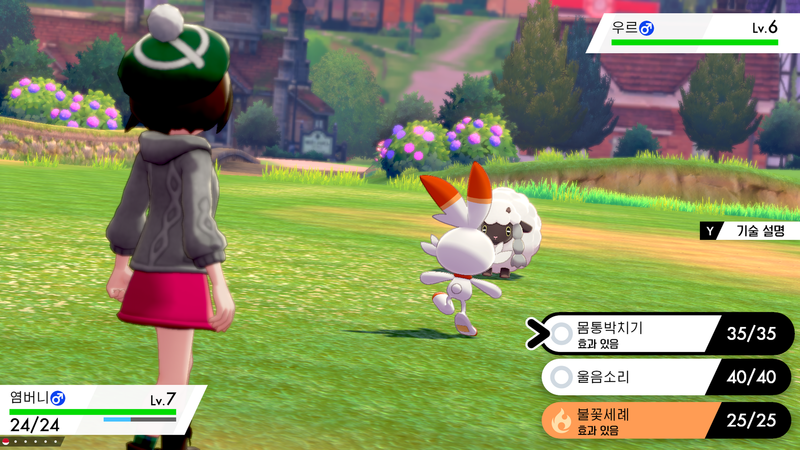 우르♂ Lv.6
Y 기술 설명
몸통박치기 35/35
효과 있음
울음소리 40/40
불꽃세례 25/25
효과 있음
염버니♂ Lv.7
24/24